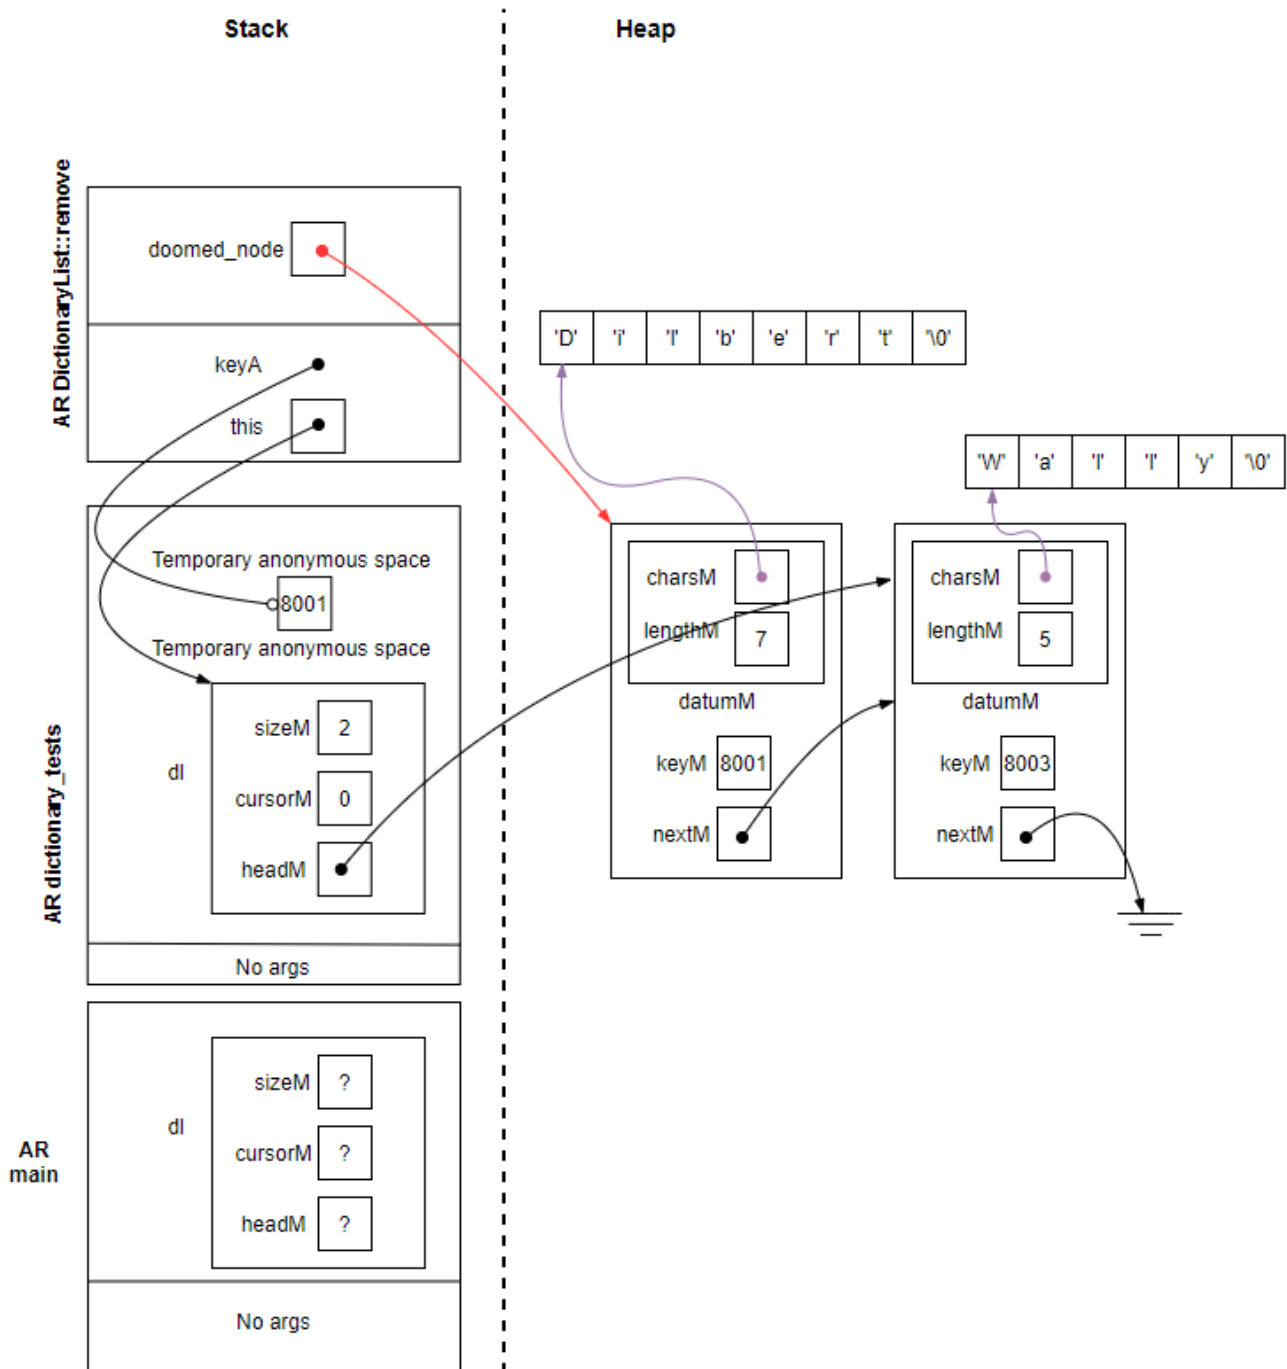 Stack
Heap
AR DictionaryList::remove
doomed_node
keyA
this
'D' 'i' 'l' 'b' 'e' 'r' 't' '\0'
'W' 'a' 'l' 'l' 'y' '\0'
AR dictionary_tests
Temporary anonymous space
8001
Temporary anonymous space
dl
sizeM 2
cursorM 0
headM
No args
charsM
lengthM 7
datumM
keyM 8001
nextM
charsM
lengthM 5
datumM
keyM 8003
nextM
AR
main
dl
sizeM ?
cursorM ?
headM ?
No args